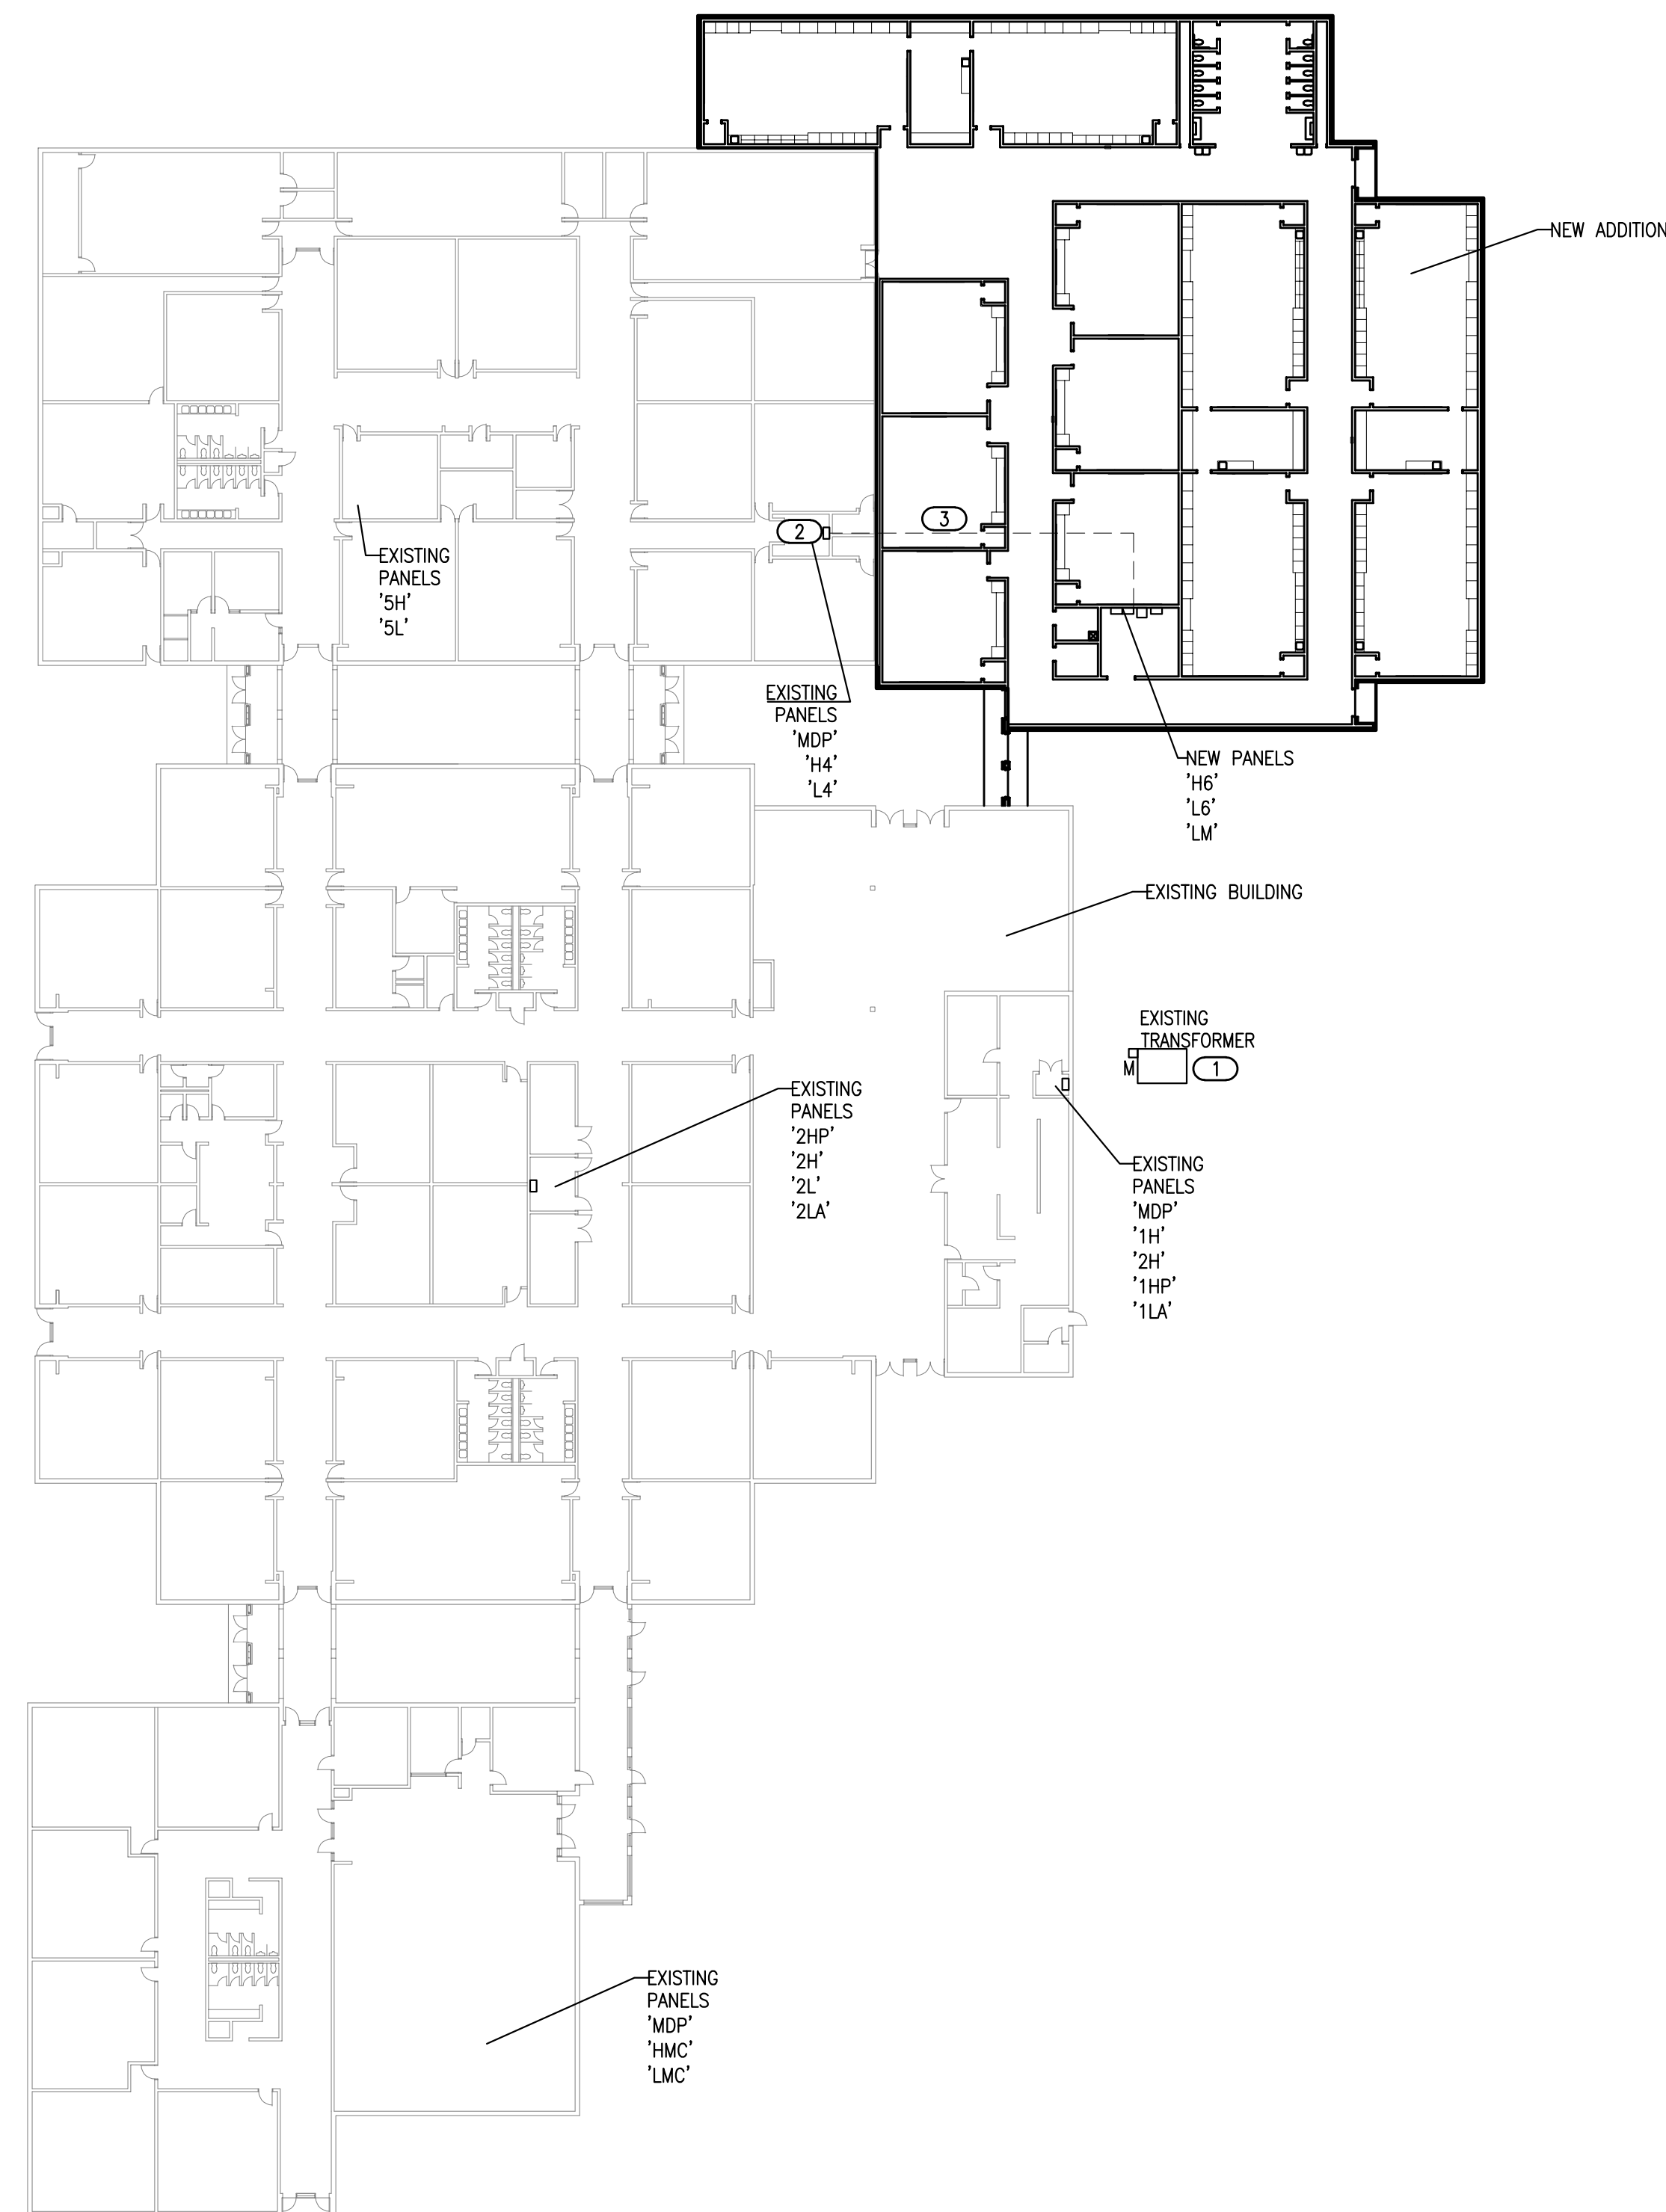 NEW ADDITION
3
2
EXISTING
PANELS
'5H'
'5L'
EXISTING
PANELS
'MDP'
'H4'
'L4'
NEW PANELS
'H6'
'L6'
'LM'
EXISTING BUILDING
EXISTING
TRANSFORMER
M
1
EXISTING
PANELS
'2HP'
'2H'
'2L'
'2LA'
EXISTING
PANELS
'MDP'
'1H'
'2H'
'1HP'
'1LA'
EXISTING
PANELS
'MDP'
'HMC'
'LMC'